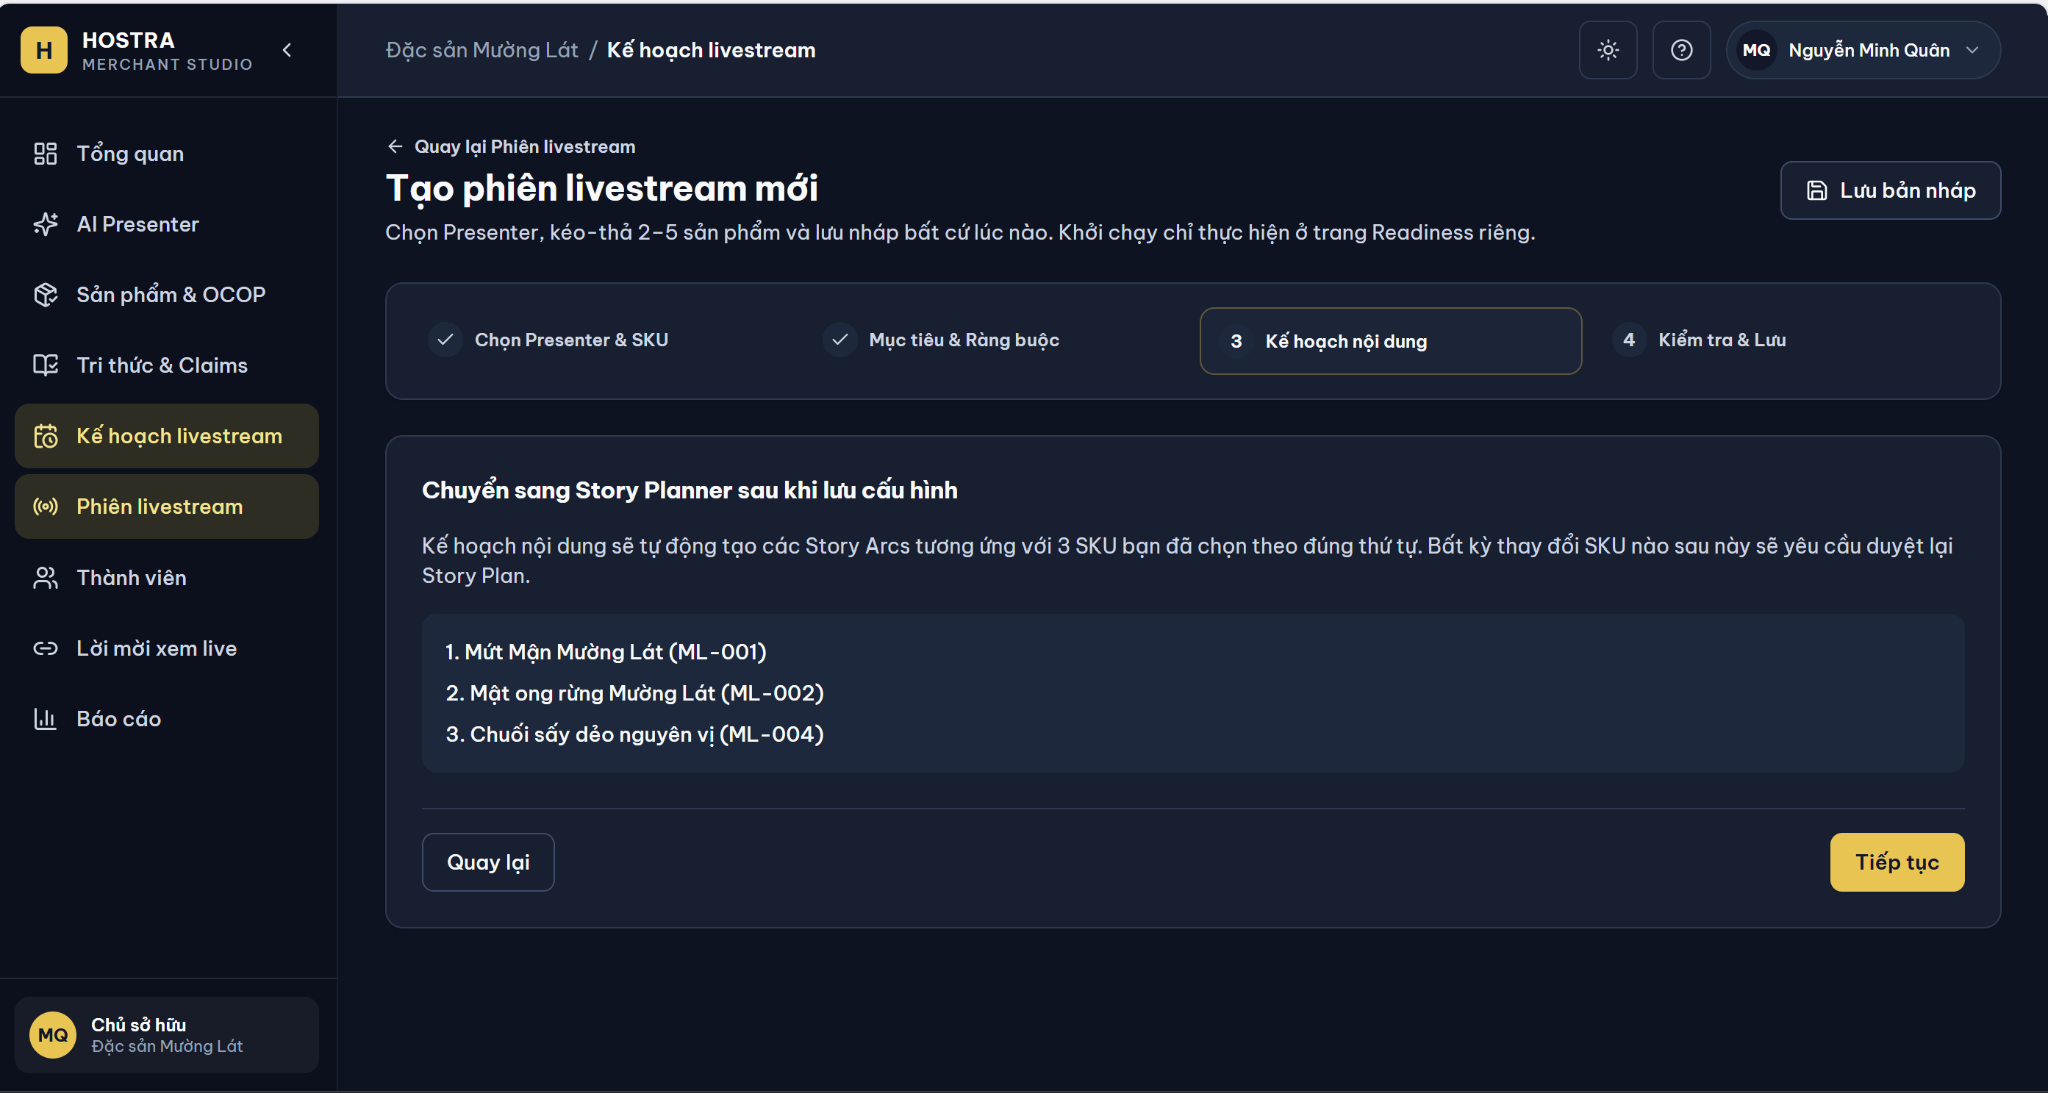 H
HOSTRA
MERCHANT STUDIO
Tổng quan
AI Presenter
Sản phẩm & OCOP
Tri thức & Claims
Kế hoạch livestream
Phiên livestream
Thành viên
Lời mời xem live
Báo cáo
MQ
Chủ sở hữu
Đặc sản Mường Lát
Đặc sản Mường Lát / Kế hoạch livestream
MQ Nguyễn Minh Quân
Quay lại Phiên livestream
Tạo phiên livestream mới
Chọn Presenter, kéo-thả 2–5 sản phẩm và lưu nháp bất cứ lúc nào. Khởi chạy chỉ thực hiện ở trang Readiness riêng.
Lưu bản nháp
Chọn Presenter & SKU
Mục tiêu & Ràng buộc
3 Kế hoạch nội dung
4 Kiểm tra & Lưu
Chuyển sang Story Planner sau khi lưu cấu hình
Kế hoạch nội dung sẽ tự động tạo các Story Arcs tương ứng với 3 SKU bạn đã chọn theo đúng thứ tự. Bất kỳ thay đổi SKU nào sau này sẽ yêu cầu duyệt lại
Story Plan.
1. Mứt Mận Mường Lát (ML-001)
2. Mật ong rừng Mường Lát (ML-002)
3. Chuối sấy dẻo nguyên vị (ML-004)
Quay lại
Tiếp tục